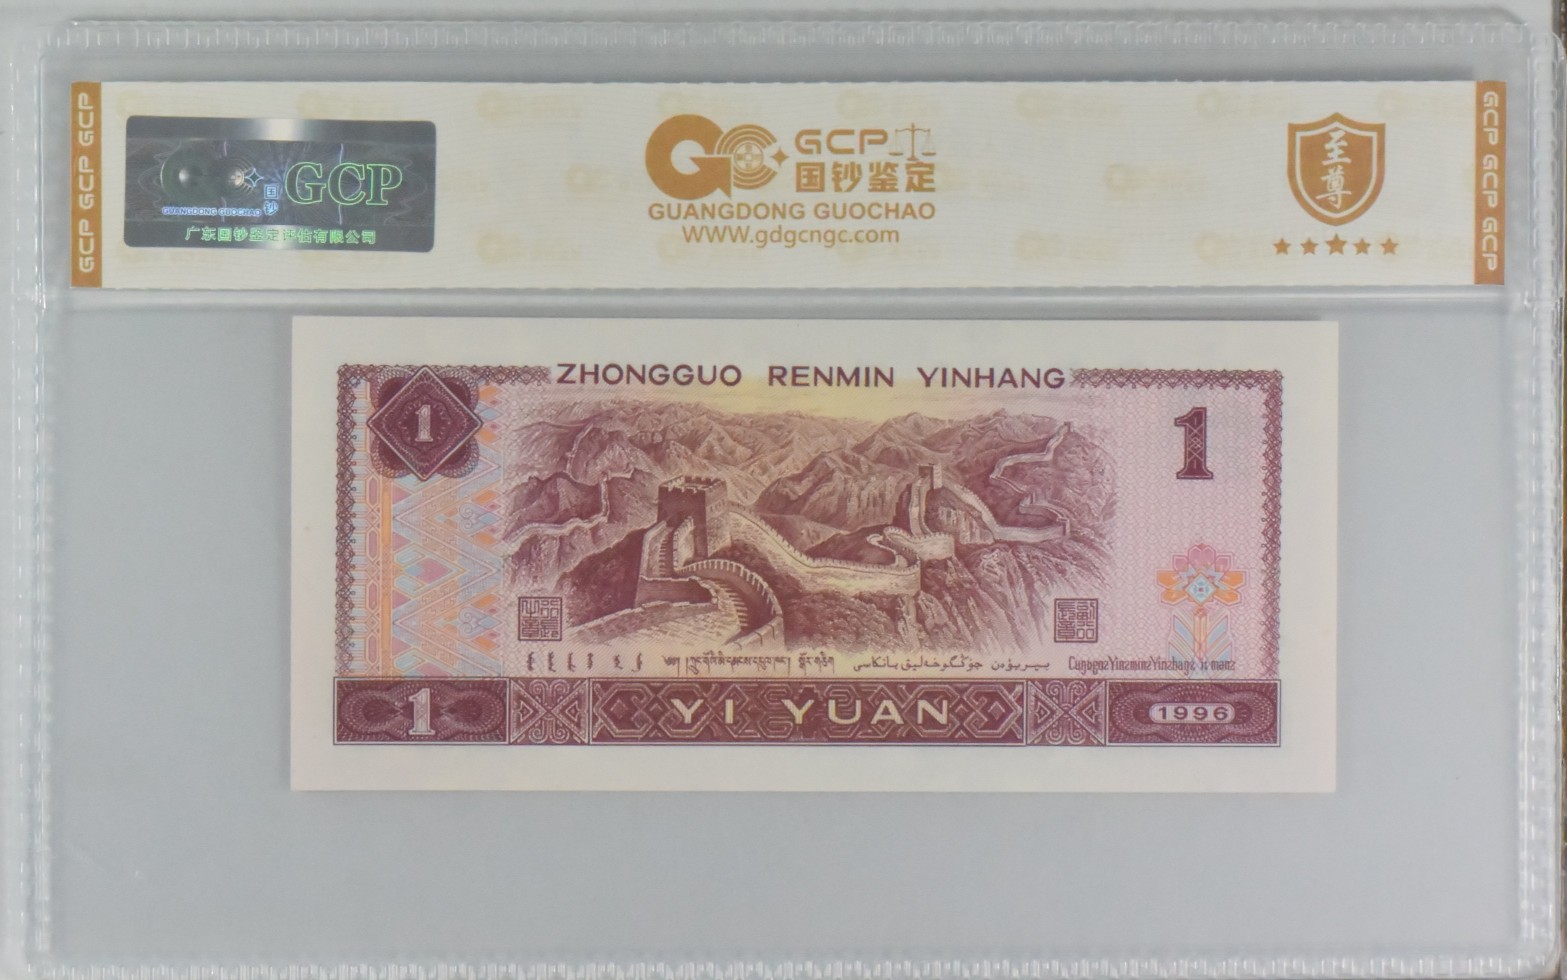 GCP GCP GCP
GCP
国钞
GUANGDONG GUOCHAO
广东国钞鉴定评估有限公司
GCP
国钞鉴定
GUANGDONG GUOCHAO
WWW.gdgcngc.com
至尊
GCP GCP GCP
ZHONGGUO RENMIN YINHANG
1
1
1
YI YUAN
1996